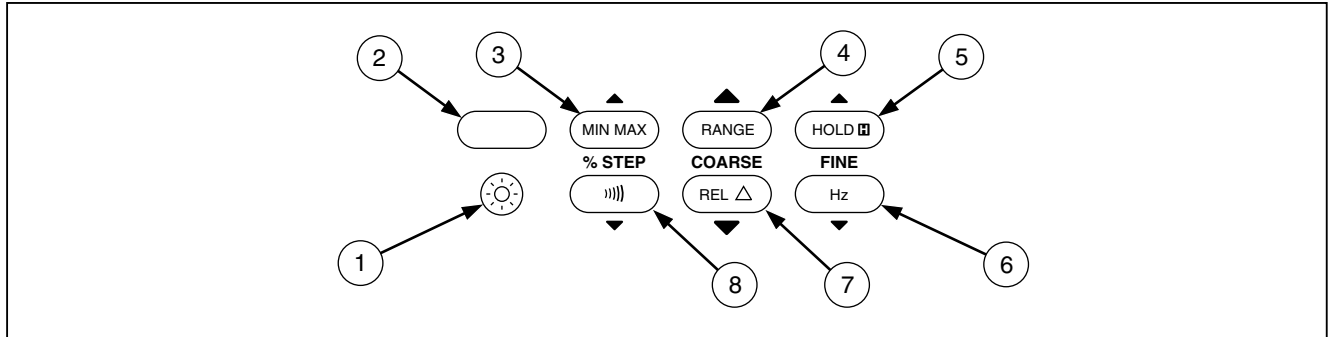 2 3 4 5
MIN MAX RANGE HOLD H
% STEP COARSE FINE
REL △ Hz
1 8 7 6